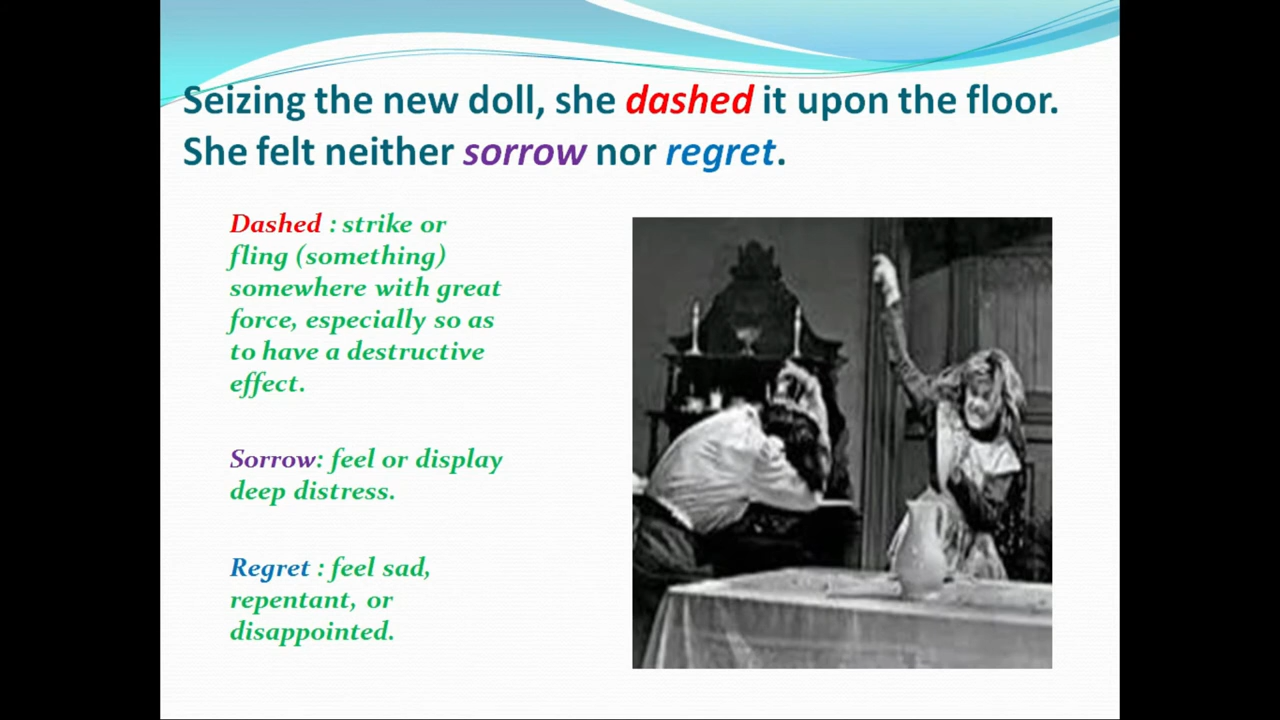 Seizing the new doll, she dashed it upon the floor.
She felt neither sorrow nor regret.
Dashed : strike or
fling (something)
somewhere with great
force, especially so as
to have a destructive
effect.
Sorrow: feel or display
deep distress.
Regret : feel sad,
repentant, or
disappointed.